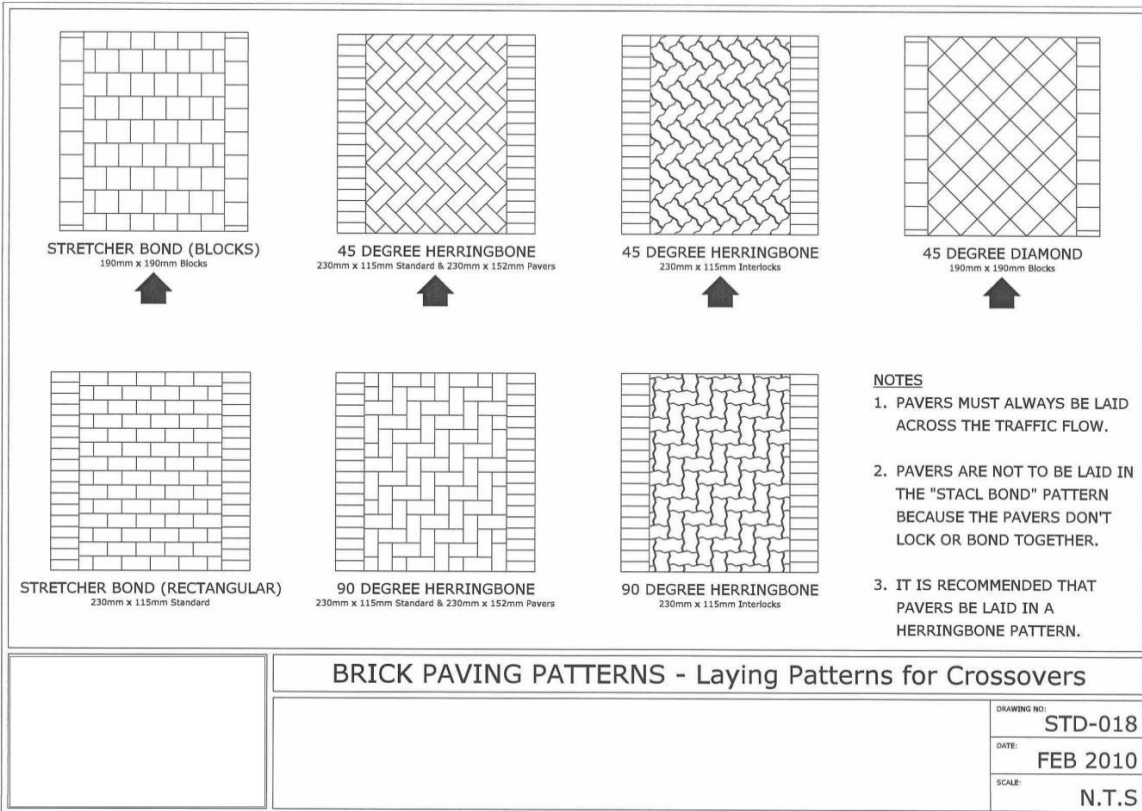 STRETCHER BOND (BLOCKS)
190mm x 190mm Blocks
45 DEGREE HERRINGBONE
230mm x 115mm Standard & 230mm x 152mm Pavers
45 DEGREE HERRINGBONE
230mm x 115mm Interlocks
45 DEGREE DIAMOND
190mm x 190mm Blocks
STRETCHER BOND (RECTANGULAR)
230mm x 115mm Standard
90 DEGREE HERRINGBONE
230mm x 115mm Standard & 230mm x 152mm Pavers
90 DEGREE HERRINGBONE
230mm x 115mm Interlocks
NOTES
1. PAVERS MUST ALWAYS BE LAID
ACROSS THE TRAFFIC FLOW.
2. PAVERS ARE NOT TO BE LAID IN
THE "STACL BOND" PATTERN
BECAUSE THE PAVERS DON'T
LOCK OR BOND TOGETHER.
3. IT IS RECOMMENDED THAT
PAVERS BE LAID IN A
HERRINGBONE PATTERN.
BRICK PAVING PATTERNS - Laying Patterns for Crossovers
DRAWING NO:
STD-018
DATE:
FEB 2010
SCALE:
N.T.S